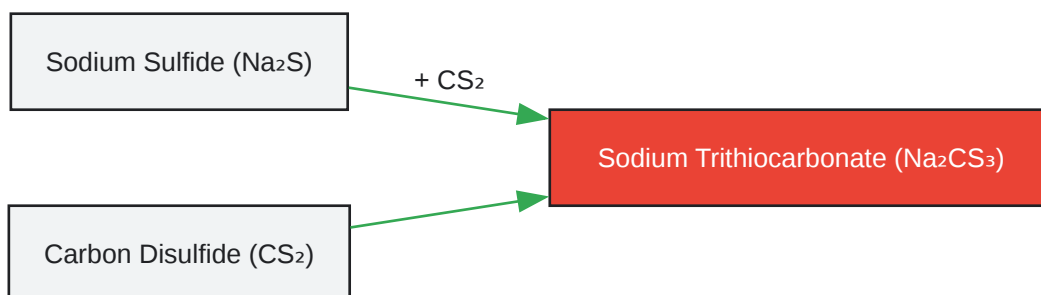 Sodium Sulfide (Na₂S)
+ CS₂
Sodium Trithiocarbonate (Na₂CS₃)
Carbon Disulfide (CS₂)